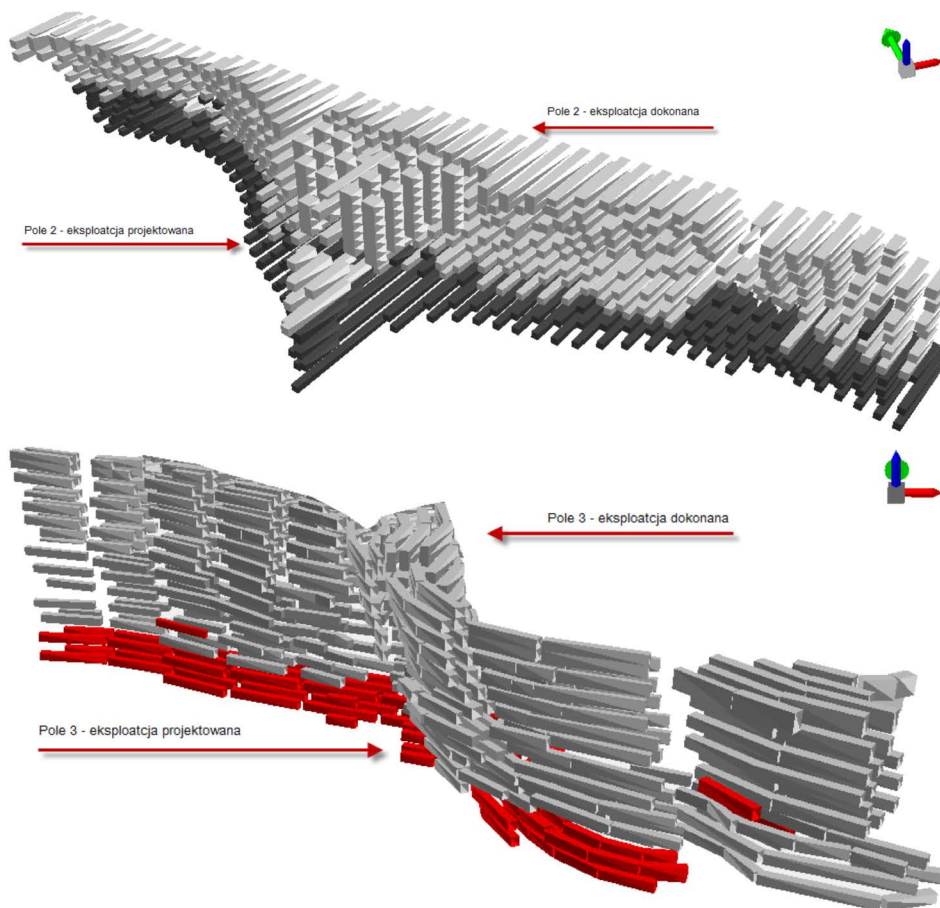 Pole 2 - eksploatcja dokonana
Pole 2 - eksploatcja projektowana
Pole 3 - eksploatcja dokonana
Pole 3 - eksploatcja projektowana